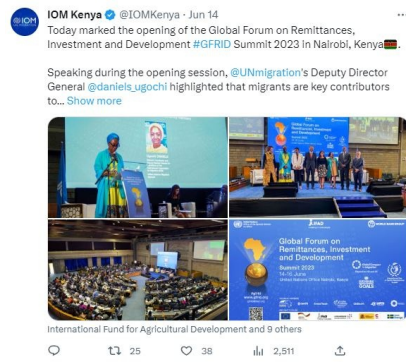 IOM Kenya @IOMKenya · Jun 14
Today marked the opening of the Global Forum on Remittances,
Investment and Development #GFRID Summit 2023 in Nairobi, Kenya🇰🇪.
Speaking during the opening session, @UNmigration's Deputy Director
General @daniels_ugochi highlighted that migrants are key contributors
to... Show more
Global Forum on
Remittances, Investment
and Development
Summit 2023
14-16 June
United Nations Office Nairobi, Kenya
International Fund for Agricultural Development and 9 others
25
38
2,511